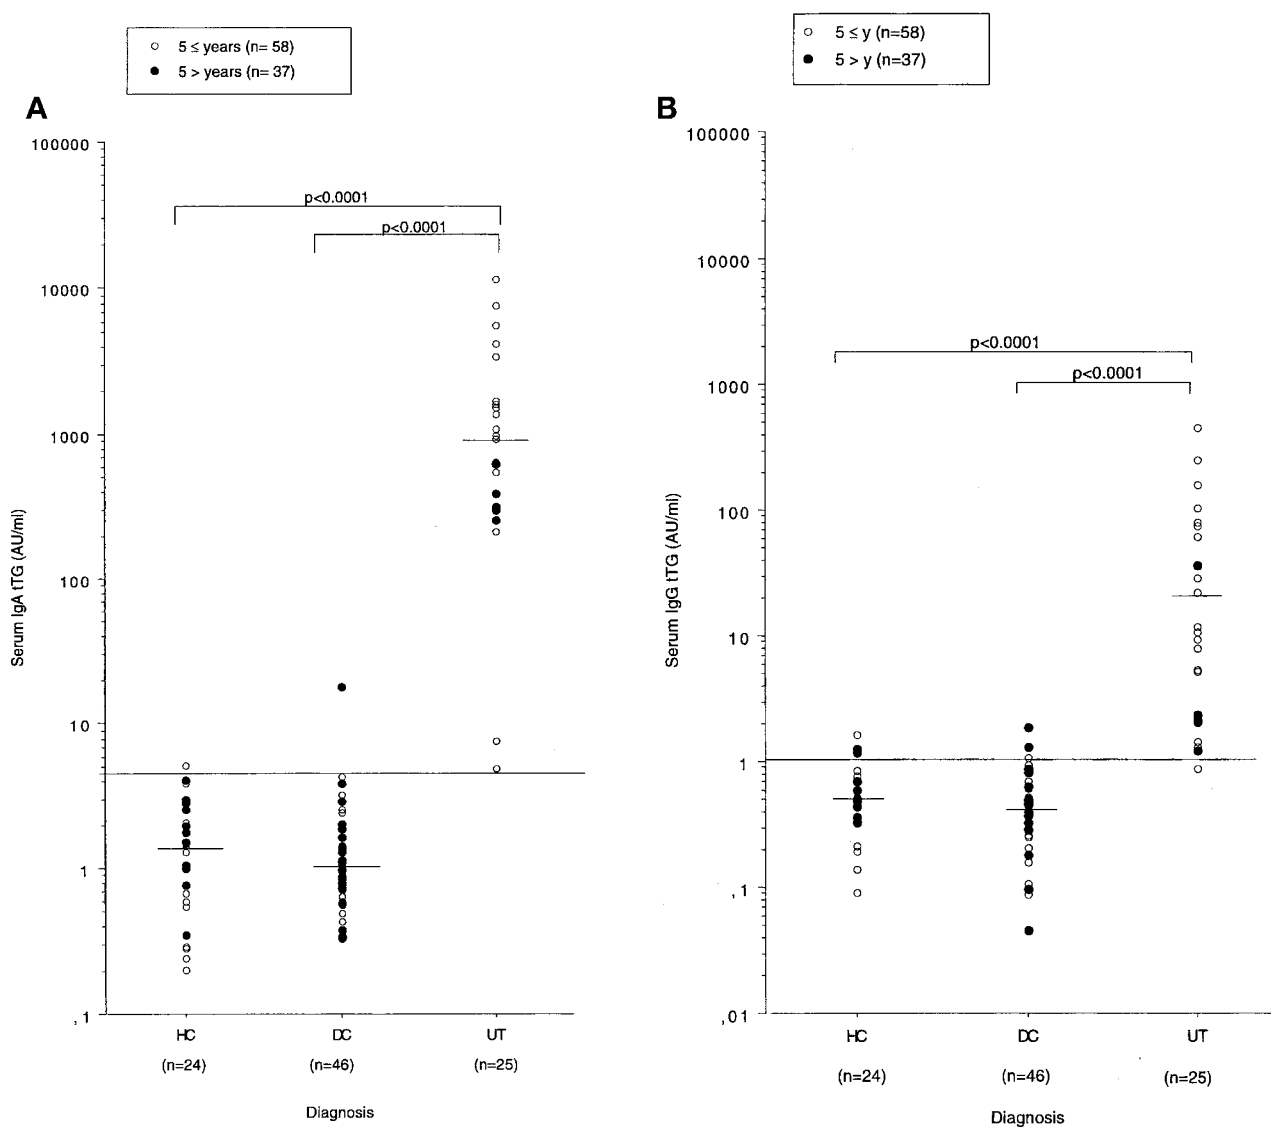 5 ≤ years (n= 58)
5 > years (n= 37)
A
100000
10000
1000
100
10
1
,1
Serum IgA tTG (AU/ml)
p<0.0001
p<0.0001
HC
DC
UT
(n=24)
(n=46)
(n=25)
Diagnosis
5 ≤ y (n=58)
5 > y (n=37)
B
100000
10000
1000
100
10
1
,1
,01
Serum IgG tTG (AU/ml)
p<0.0001
p<0.0001
HC
DC
UT
(n=24)
(n=46)
(n=25)
Diagnosis